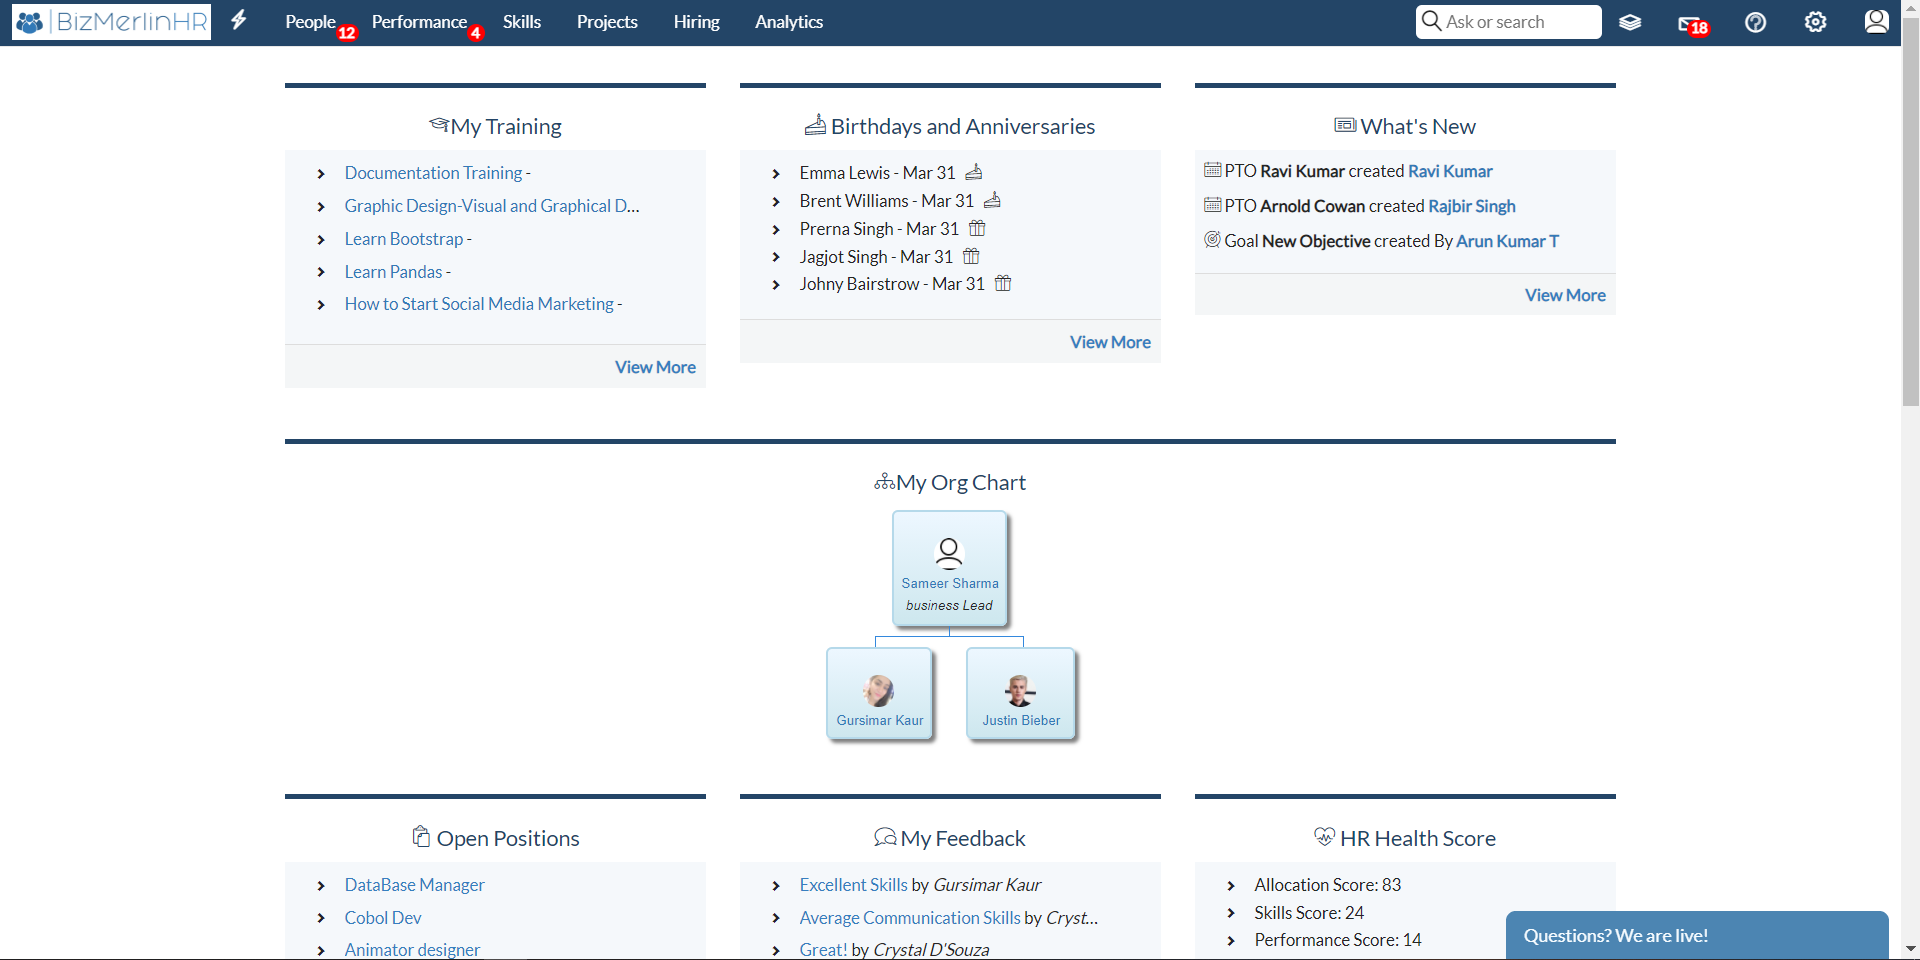 BizMerlinHR
People 12
Performance 4
Skills
Projects
Hiring
Analytics
Ask or search
18
My Training
Documentation Training -
Graphic Design-Visual and Graphical D...
Learn Bootstrap -
Learn Pandas -
How to Start Social Media Marketing -
View More
Birthdays and Anniversaries
Emma Lewis - Mar 31
Brent Williams - Mar 31
Prerna Singh - Mar 31
Jagjot Singh - Mar 31
Johny Bairstrow - Mar 31
View More
What's New
PTO Ravi Kumar created Ravi Kumar
PTO Arnold Cowan created Rajbir Singh
Goal New Objective created By Arun Kumar T
View More
My Org Chart
Sameer Sharma
business Lead
Gursimar Kaur
Justin Bieber
Open Positions
DataBase Manager
Cobol Dev
Animator designer
My Feedback
Excellent Skills by Gursimar Kaur
Average Communication Skills by Cryst...
Great! by Crystal D'Souza
HR Health Score
Allocation Score: 83
Skills Score: 24
Performance Score: 14
Questions? We are live!